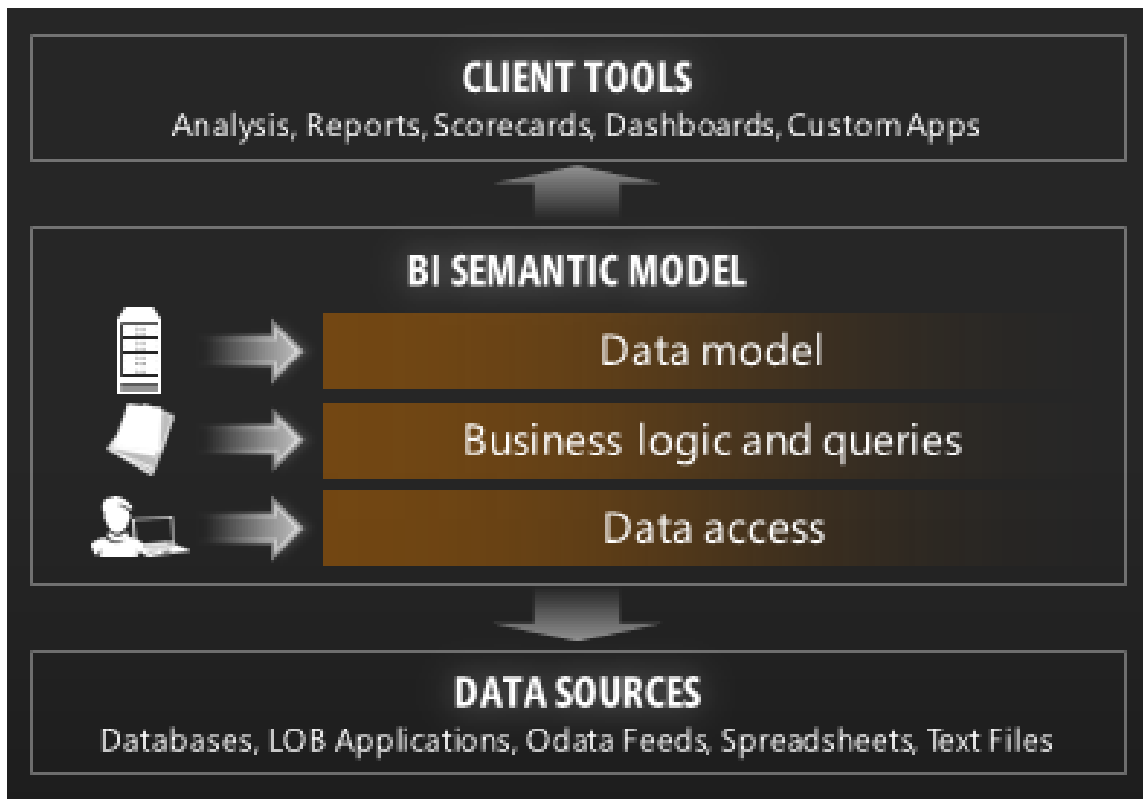 CLIENT TOOLS
Analysis, Reports, Scorecards, Dashboards, Custom Apps
BI SEMANTIC MODEL
Data model
Business logic and queries
Data access
DATA SOURCES
Databases, LOB Applications, Odata Feeds, Spreadsheets, Text Files